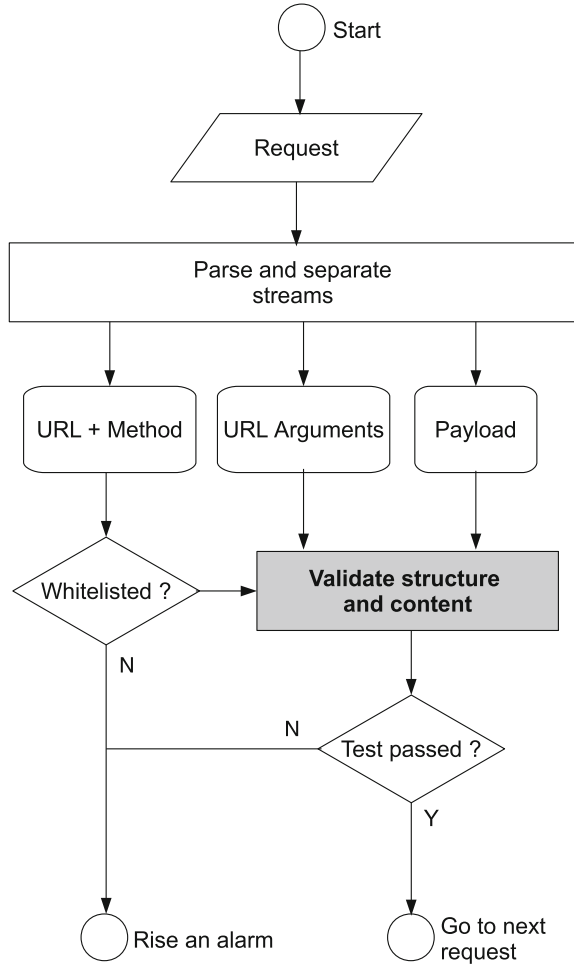 Start
Request
Parse and separate
streams
URL + Method
URL Arguments
Payload
Whitelisted ?
Validate structure
and content
N
N
Test passed ?
Y
Rise an alarm
Go to next
request